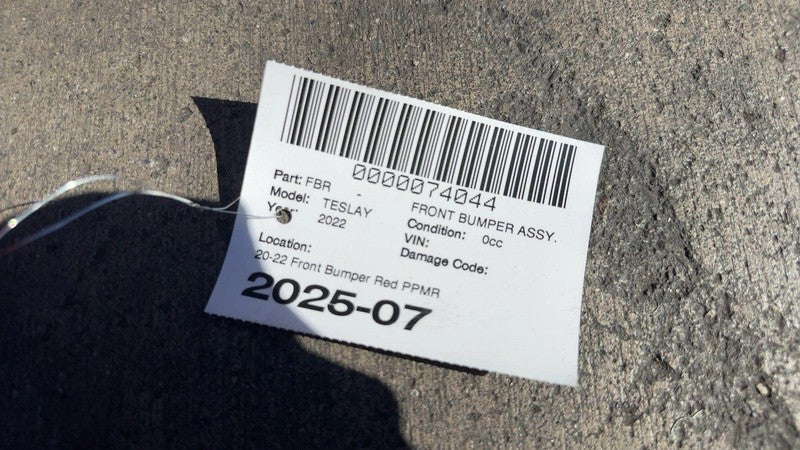 0000074044
Part: FBR - FRONT BUMPER ASSY.
Model: TESLAY Condition: 0cc
Year: 2022 VIN:
Damage Code:
Location:
20-22 Front Bumper Red PPMR
2025-07